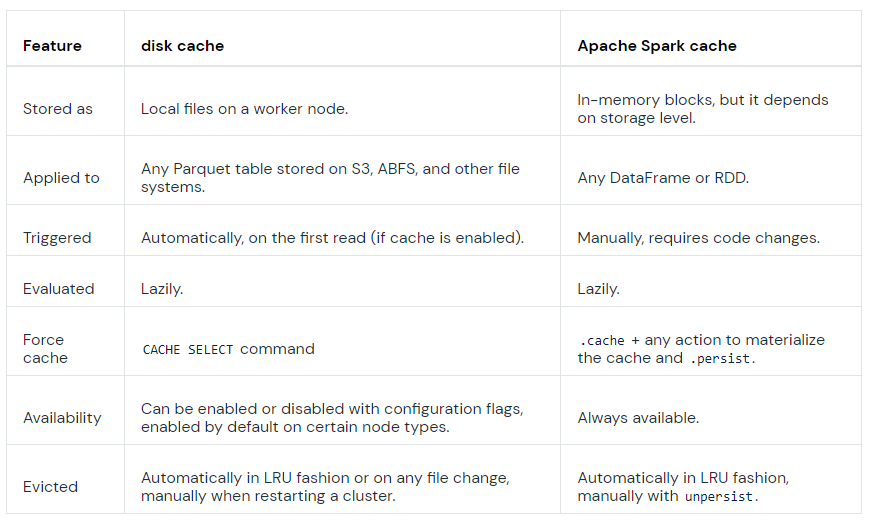 Feature disk cache Apache Spark cache
Stored as Local files on a worker node. In-memory blocks, but it depends
on storage level.
Applied to Any Parquet table stored on S3, ABFS, and other file
systems. Any DataFrame or RDD.
Triggered Automatically, on the first read (if cache is enabled). Manually, requires code changes.
Evaluated Lazily. Lazily.
Force
cache CACHE SELECT command .cache + any action to materialize
the cache and .persist.
Availability Can be enabled or disabled with configuration flags,
enabled by default on certain node types. Always available.
Evicted Automatically in LRU fashion or on any file change,
manually when restarting a cluster. Automatically in LRU fashion,
manually with unpersist.